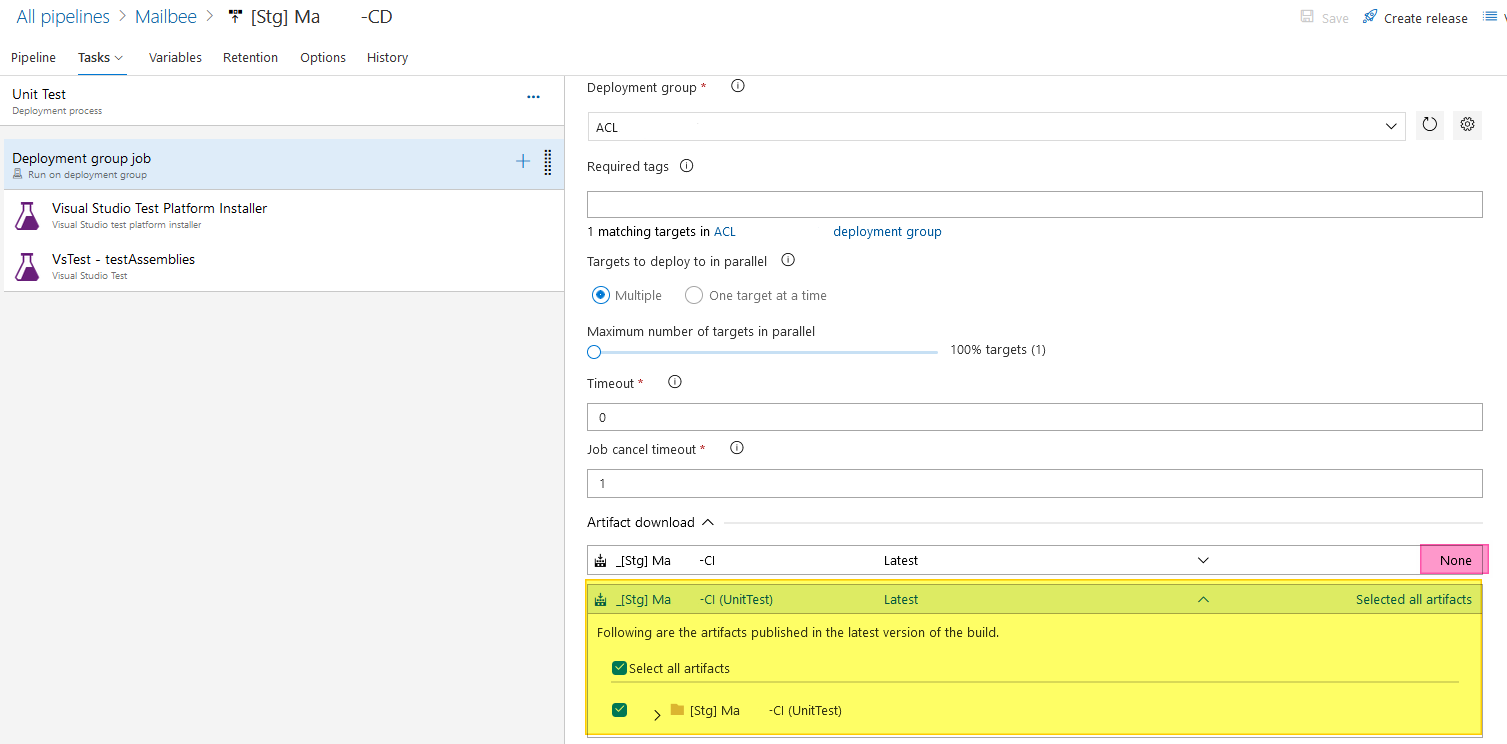 All pipelines > Mailbee > [Stg] Ma -CD
Save Create release
Pipeline Tasks Variables Retention Options History
Unit Test
Deployment process
Deployment group job
Run on deployment group
Visual Studio Test Platform Installer
Visual Studio test platform installer
VsTest - testAssemblies
Visual Studio Test
Deployment group *
ACL
Required tags
1 matching targets in ACL deployment group
Targets to deploy to in parallel
Multiple One target at a time
Maximum number of targets in parallel
100% targets (1)
Timeout *
0
Job cancel timeout *
1
Artifact download
_[Stg] Ma -CI Latest None
_[Stg] Ma -CI (UnitTest) Latest Selected all artifacts
Following are the artifacts published in the latest version of the build.
Select all artifacts
[Stg] Ma -CI (UnitTest)